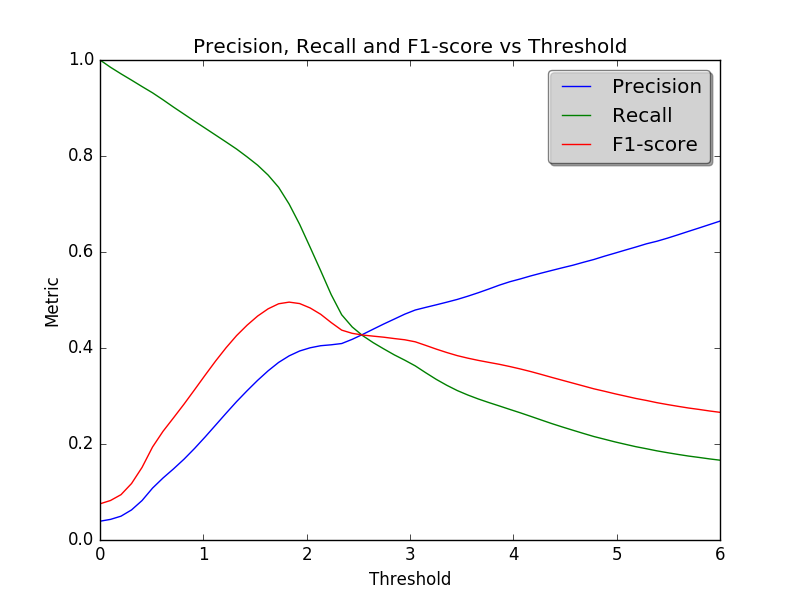 Precision, Recall and F1-score vs Threshold
1.0
0.8
0.6
0.4
0.2
0.0
Metric
Precision
Recall
F1-score
0 1 2 3 4 5 6
Threshold